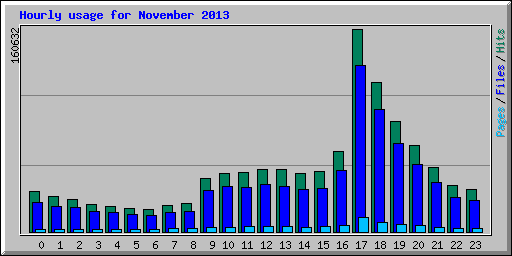 Hourly usage for November 2013
160632
Pages/Files/Hits
0 1 2 3 4 5 6 7 8 9 10 11 12 13 14 15 16 17 18 19 20 21 22 23